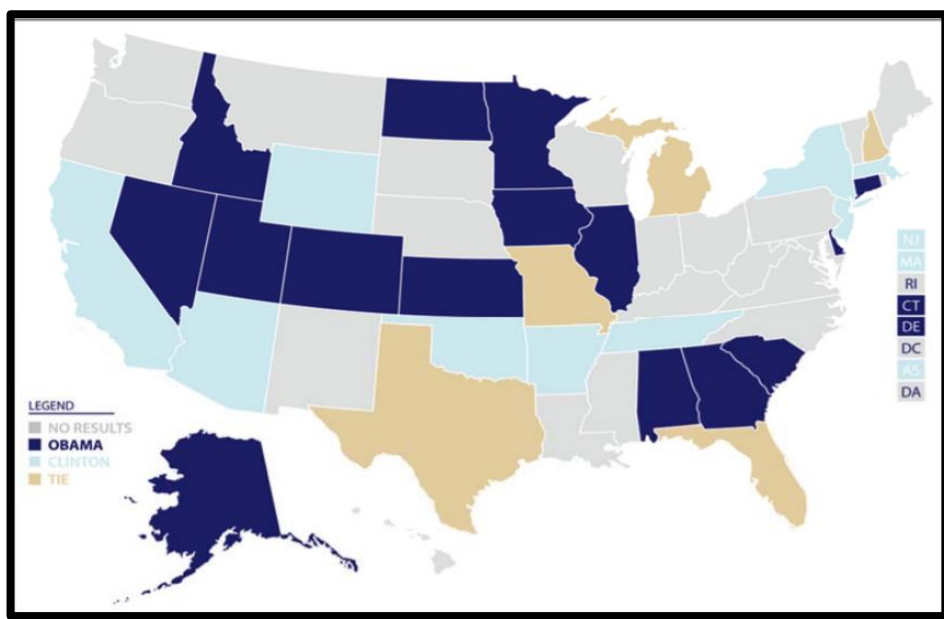 NJ
MA
RI
CT
DE
DC
AS
DA
LEGEND
NO RESULTS
OBAMA
CLINTON
TIE